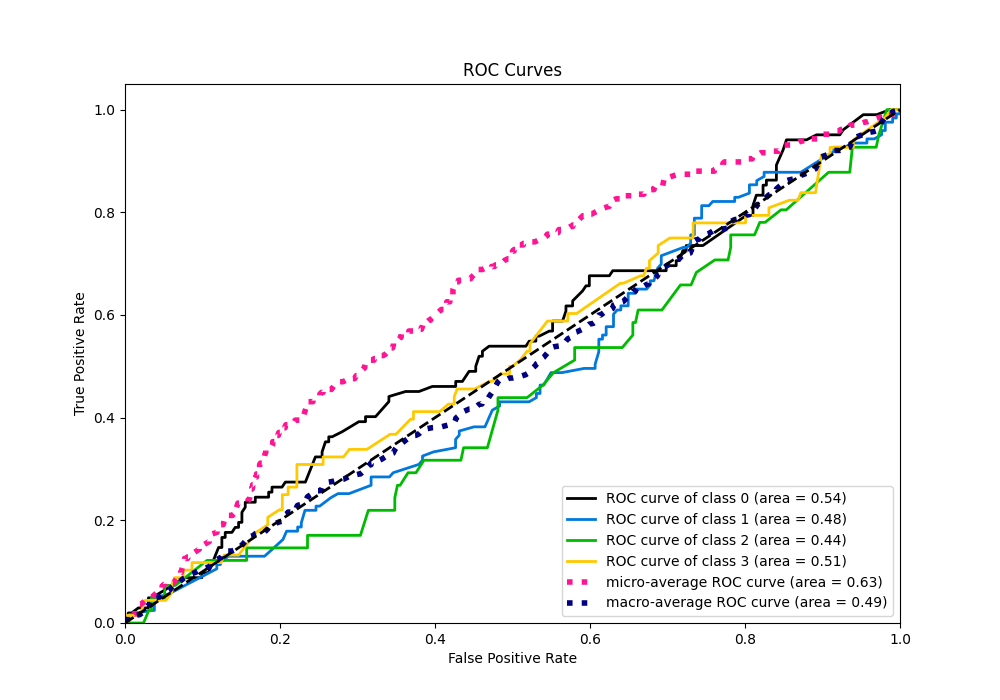 ROC Curves
True Positive Rate
1.0
0.8
0.6
0.4
0.2
0.0
0.0 0.2 0.4 0.6 0.8 1.0
False Positive Rate
ROC curve of class 0 (area = 0.54)
ROC curve of class 1 (area = 0.48)
ROC curve of class 2 (area = 0.44)
ROC curve of class 3 (area = 0.51)
micro-average ROC curve (area = 0.63)
macro-average ROC curve (area = 0.49)